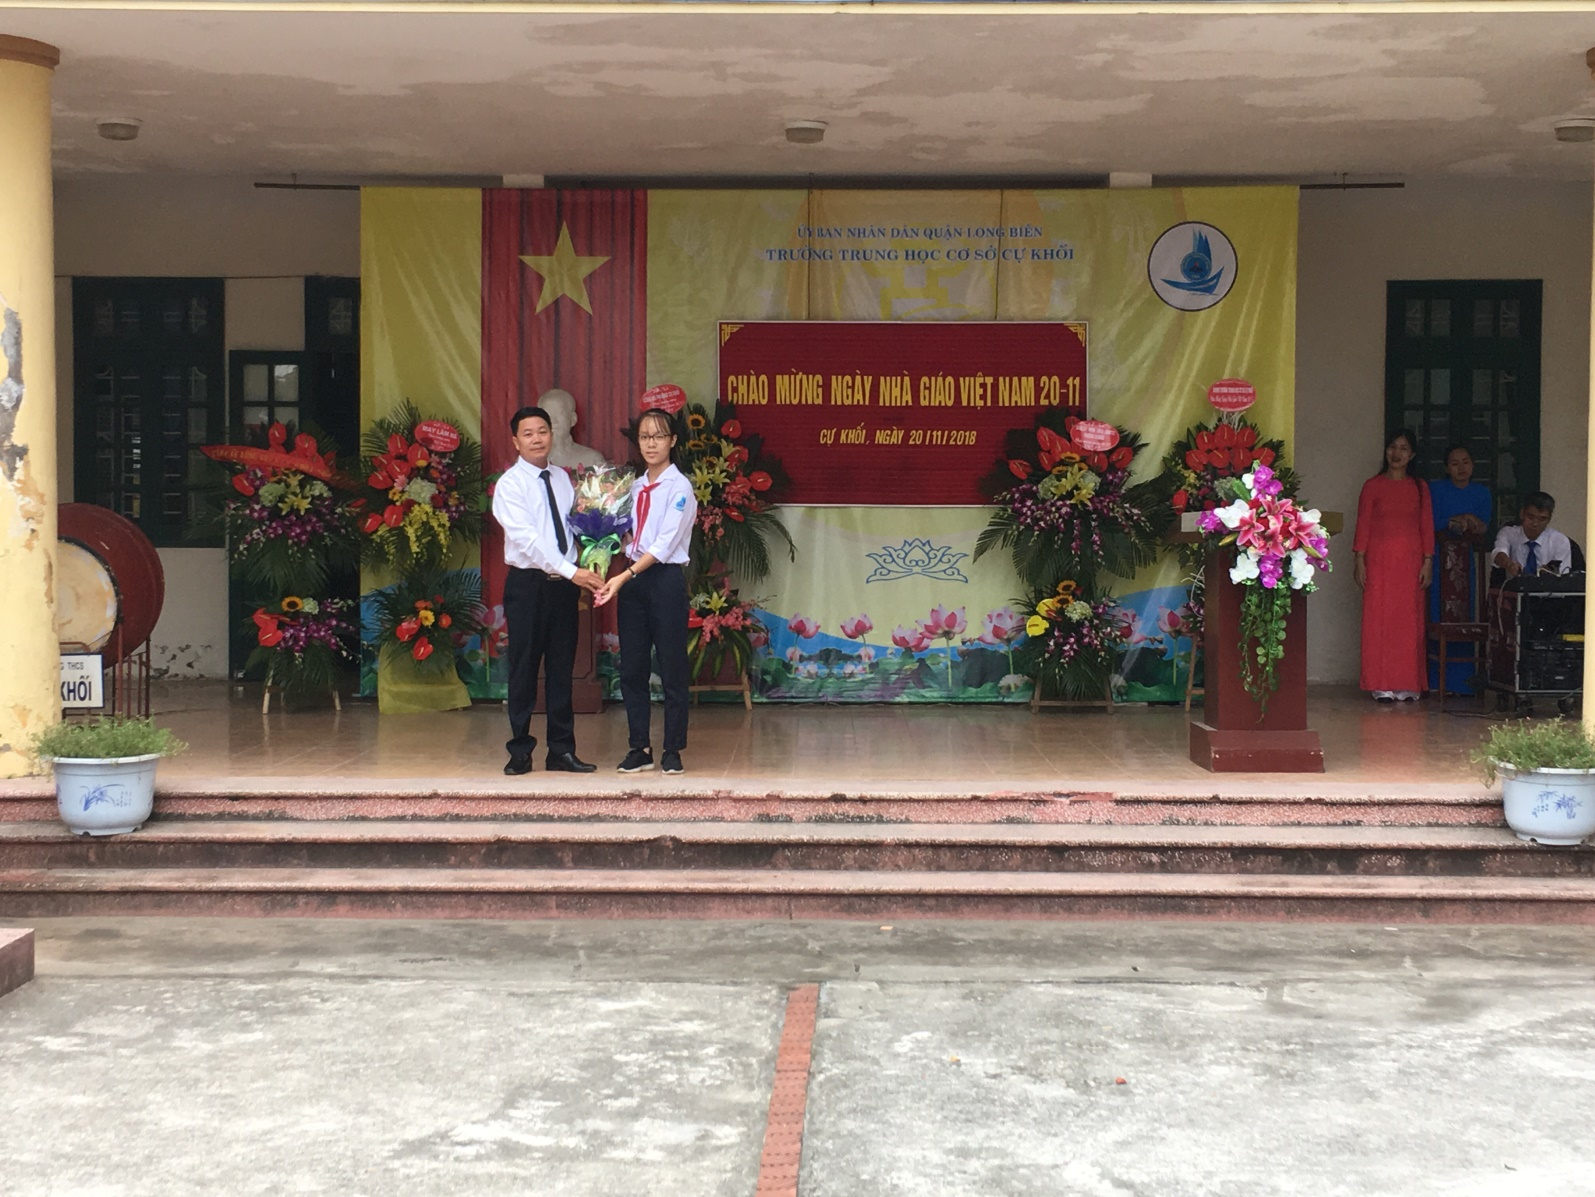 ỦY BAN NHÂN DÂN QUẬN LONG BIÊN
TRƯỜNG TRUNG HỌC CƠ SỞ CỰ KHỐI
CHÀO MỪNG NGÀY NHÀ GIÁO VIỆT NAM 20-11
CỰ KHỐI, NGÀY 20/11/2018
G THCS
KHỐI